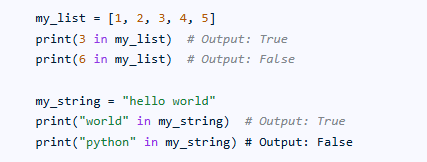 my_list = [1, 2, 3, 4, 5]
print(3 in my_list)  # Output: True
print(6 in my_list)  # Output: False

my_string = "hello world"
print("world" in my_string)  # Output: True
print("python" in my_string) # Output: False